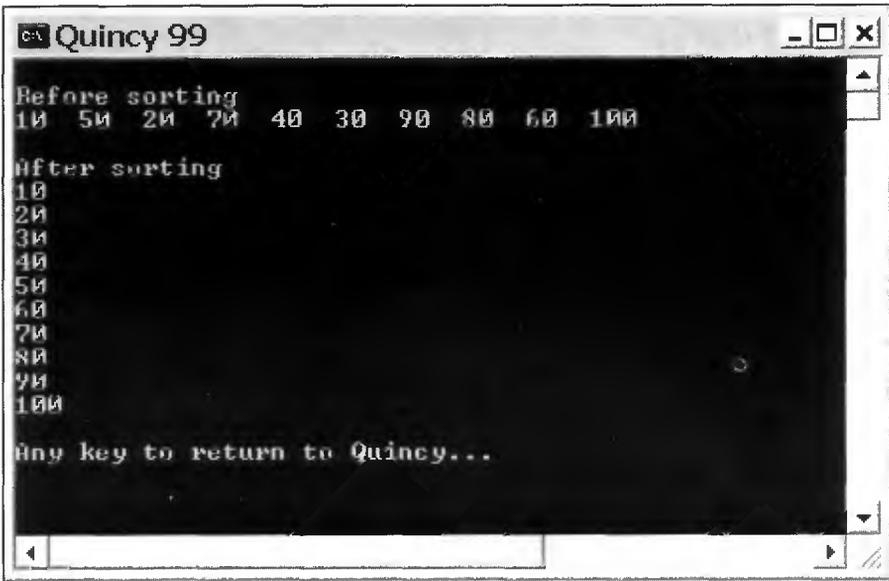 Quincy 99
Before sorting
10 50 20 70 40 30 90 80 60 100
After sorting
10
20
30
40
50
60
70
80
90
100
Any key to return to Quincy...